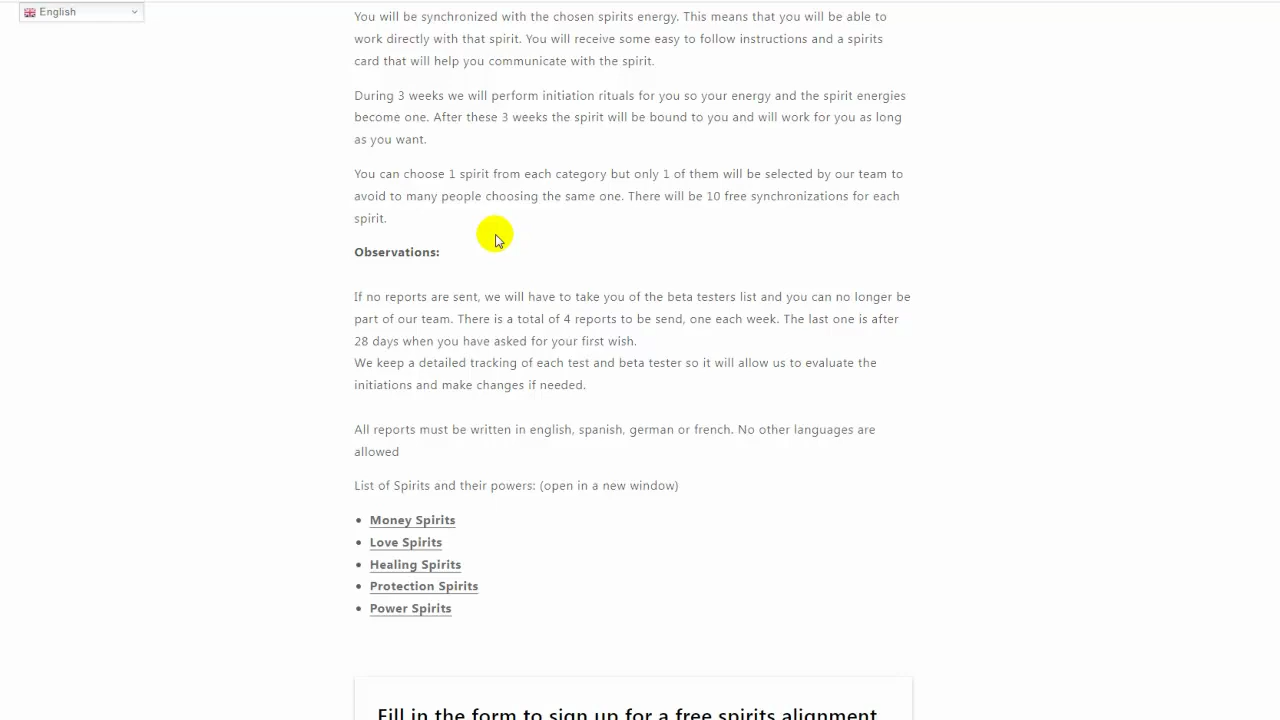 English
You will be synchronized with the chosen spirits energy. This means that you will be able to
work directly with that spirit. You will receive some easy to follow instructions and a spirits
card that will help you communicate with the spirit.
During 3 weeks we will perform initiation rituals for you so your energy and the spirit energies
become one. After these 3 weeks the spirit will be bound to you and will work for you as long
as you want.
You can choose 1 spirit from each category but only 1 of them will be selected by our team to
avoid to many people choosing the same one. There will be 10 free synchronizations for each
spirit.
Observations:
If no reports are sent, we will have to take you of the beta testers list and you can no longer be
part of our team. There is a total of 4 reports to be send, one each week. The last one is after
28 days when you have asked for your first wish.
We keep a detailed tracking of each test and beta tester so it will allow us to evaluate the
initiations and make changes if needed.
All reports must be written in english, spanish, german or french. No other languages are
allowed
List of Spirits and their powers: (open in a new window)
• Money Spirits
• Love Spirits
• Healing Spirits
• Protection Spirits
• Power Spirits
Fill in the form to sign up for a free spirits alignment